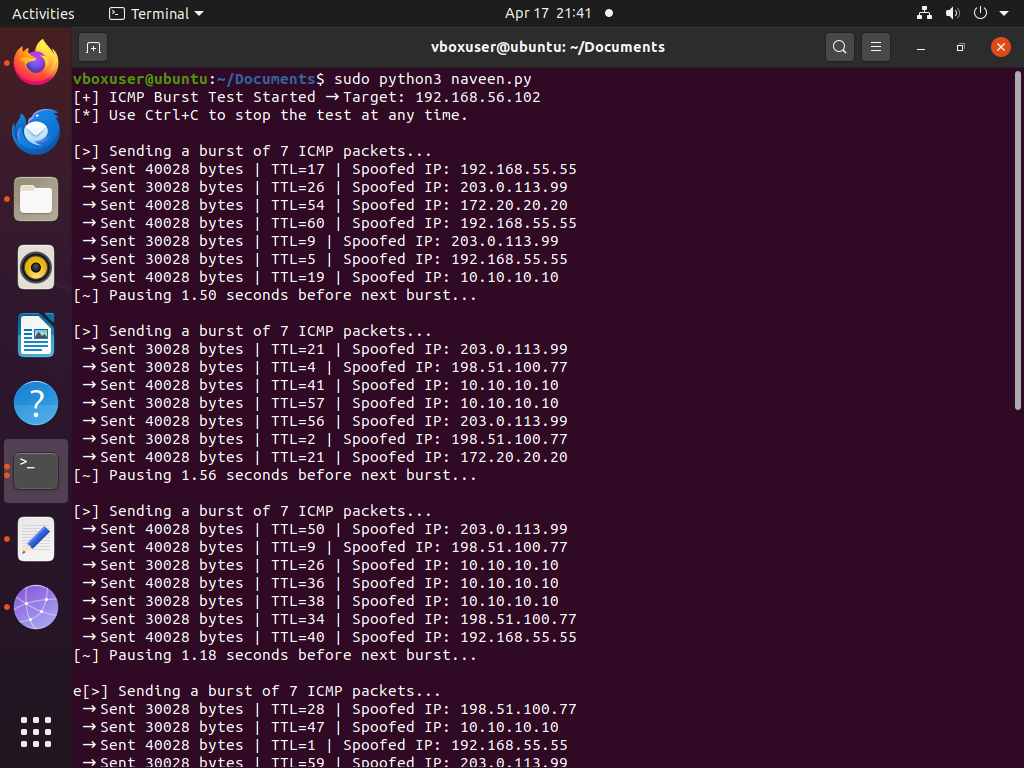 Activities
Terminal
Apr 17 21:41
vboxuser@ubuntu: ~/Documents
vboxuser@ubuntu:~/Documents$ sudo python3 naveen.py
[+] ICMP Burst Test Started →Target: 192.168.56.102
[*] Use Ctrl+C to stop the test at any time.
[>] Sending a burst of 7 ICMP packets...
→Sent 40028 bytes | TTL=17 | Spoofed IP: 192.168.55.55
→Sent 30028 bytes | TTL=26 | Spoofed IP: 203.0.113.99
→Sent 40028 bytes | TTL=54 | Spoofed IP: 172.20.20.20
→Sent 40028 bytes | TTL=60 | Spoofed IP: 192.168.55.55
→Sent 30028 bytes | TTL=9 | Spoofed IP: 203.0.113.99
→Sent 30028 bytes | TTL=5 | Spoofed IP: 192.168.55.55
→Sent 40028 bytes | TTL=19 | Spoofed IP: 10.10.10.10
[~] Pausing 1.50 seconds before next burst...
[>] Sending a burst of 7 ICMP packets...
→Sent 30028 bytes | TTL=21 | Spoofed IP: 203.0.113.99
→Sent 30028 bytes | TTL=4 | Spoofed IP: 198.51.100.77
→Sent 40028 bytes | TTL=41 | Spoofed IP: 10.10.10.10
→Sent 30028 bytes | TTL=57 | Spoofed IP: 10.10.10.10
→Sent 40028 bytes | TTL=56 | Spoofed IP: 203.0.113.99
→Sent 30028 bytes | TTL=2 | Spoofed IP: 198.51.100.77
→Sent 40028 bytes | TTL=21 | Spoofed IP: 172.20.20.20
[~] Pausing 1.56 seconds before next burst...
[>] Sending a burst of 7 ICMP packets...
→Sent 40028 bytes | TTL=50 | Spoofed IP: 203.0.113.99
→Sent 40028 bytes | TTL=9 | Spoofed IP: 198.51.100.77
→Sent 30028 bytes | TTL=26 | Spoofed IP: 10.10.10.10
→Sent 30028 bytes | TTL=36 | Spoofed IP: 10.10.10.10
→Sent 30028 bytes | TTL=38 | Spoofed IP: 10.10.10.10
→Sent 30028 bytes | TTL=34 | Spoofed IP: 198.51.100.77
→Sent 40028 bytes | TTL=40 | Spoofed IP: 192.168.55.55
[~] Pausing 1.18 seconds before next burst...
e[>] Sending a burst of 7 ICMP packets...
→Sent 30028 bytes | TTL=28 | Spoofed IP: 198.51.100.77
→Sent 30028 bytes | TTL=47 | Spoofed IP: 10.10.10.10
→Sent 40028 bytes | TTL=1 | Spoofed IP: 192.168.55.55
→Sent 30028 bytes | TTL=59 | Spoofed IP: 203.0.113.99